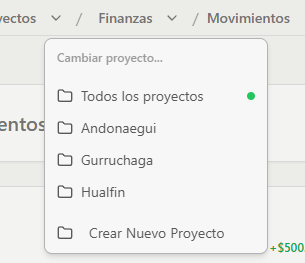 yectos / Finanzas / Movimientos
Cambiar proyecto...
Todos los proyectos
entos
Andonaegui
Gurruchaga
Hualfin
Crear Nuevo Proyecto
+$500